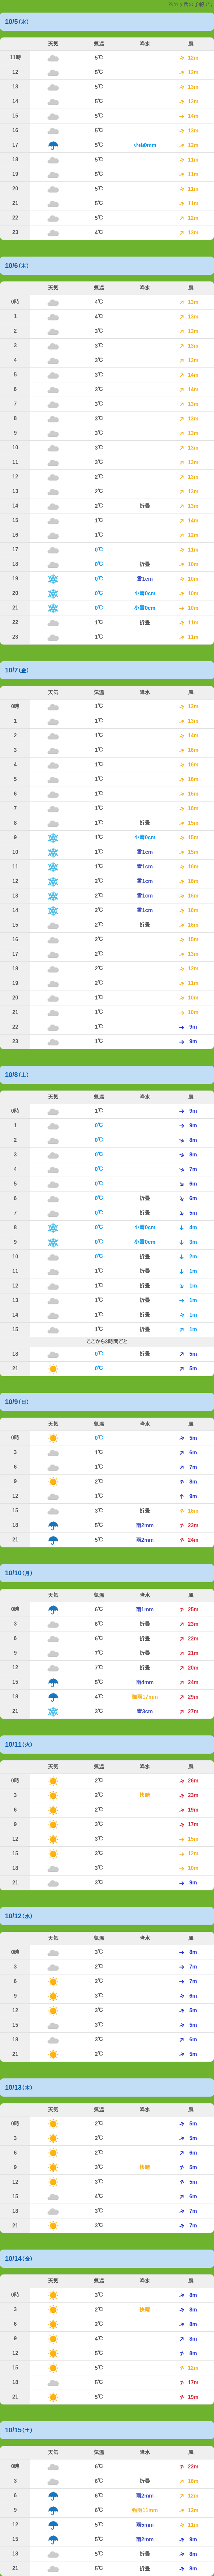 10/5(水)
天気 気温 降水 風
11時 5℃ 12m
12 5℃ 12m
13 5℃ 13m
14 5℃ 13m
15 5℃ 14m
16 5℃ 13m
17 5℃ 小雨0mm 12m
18 5℃ 11m
19 5℃ 11m
20 5℃ 11m
21 5℃ 11m
22 5℃ 12m
23 4℃ 13m
10/6(木)
天気 気温 降水 風
0時 4℃ 13m
1 4℃ 13m
2 3℃ 13m
3 3℃ 13m
4 3℃ 13m
5 3℃ 14m
6 3℃ 14m
7 3℃ 13m
8 3℃ 13m
9 3℃ 13m
10 3℃ 13m
11 3℃ 13m
12 2℃ 13m
13 2℃ 13m
14 2℃ 折畳 13m
15 1℃ 14m
16 1℃ 12m
17 0℃ 11m
18 0℃ 折畳 10m
19 0℃ 雪1cm 10m
20 0℃ 小雪0cm 10m
21 0℃ 小雪0cm 10m
22 1℃ 折畳 11m
23 1℃ 11m
10/7(金)
天気 気温 降水 風
0時 1℃ 12m
1 1℃ 13m
2 1℃ 14m
3 1℃ 16m
4 1℃ 16m
5 1℃ 16m
6 1℃ 16m
7 1℃ 16m
8 1℃ 折畳 15m
9 1℃ 小雪0cm 15m
10 1℃ 雪1cm 15m
11 1℃ 雪1cm 16m
12 2℃ 雪1cm 16m
13 2℃ 雪1cm 16m
14 2℃ 雪1cm 16m
15 2℃ 折畳 16m
16 2℃ 15m
17 2℃ 13m
18 2℃ 12m
19 2℃ 11m
20 1℃ 10m
21 1℃ 10m
22 1℃ 9m
23 1℃ 9m
10/8(土)
天気 気温 降水 風
0時 1℃ 9m
1 0℃ 9m
2 0℃ 8m
3 0℃ 8m
4 0℃ 7m
5 0℃ 6m
6 0℃ 折畳 6m
7 0℃ 折畳 5m
8 0℃ 小雪0cm 4m
9 0℃ 小雪0cm 3m
10 0℃ 折畳 2m
11 1℃ 折畳 1m
12 1℃ 折畳 1m
13 1℃ 折畳 1m
14 1℃ 折畳 1m
15 1℃ 折畳 1m
ここから3時間ごと
18 0℃ 折畳 5m
21 0℃ 5m
10/9(日)
天気 気温 降水 風
0時 0℃ 5m
3 1℃ 6m
6 1℃ 7m
9 2℃ 8m
12 1℃ 9m
15 3℃ 折畳 16m
18 5℃ 雨2mm 23m
21 5℃ 雨2mm 24m
10/10(月)
天気 気温 降水 風
0時 6℃ 雨1mm 25m
3 6℃ 折畳 23m
6 6℃ 折畳 22m
9 7℃ 折畳 21m
12 7℃ 折畳 20m
15 5℃ 雨4mm 24m
18 4℃ 強雨17mm 29m
21 3℃ 雪3cm 27m
10/11(火)
天気 気温 降水 風
0時 2℃ 26m
3 2℃ 快晴 23m
6 2℃ 19m
9 3℃ 17m
12 3℃ 15m
15 3℃ 12m
18 3℃ 10m
21 3℃ 9m
10/12(水)
天気 気温 降水 風
0時 3℃ 8m
3 2℃ 7m
6 2℃ 7m
9 3℃ 6m
12 3℃ 5m
15 3℃ 5m
18 3℃ 6m
21 2℃ 5m
10/13(木)
天気 気温 降水 風
0時 2℃ 5m
3 2℃ 5m
6 2℃ 6m
9 3℃ 快晴 5m
12 3℃ 5m
15 4℃ 6m
18 3℃ 7m
21 3℃ 7m
10/14(金)
天気 気温 降水 風
0時 3℃ 8m
3 2℃ 快晴 8m
6 2℃ 8m
9 4℃ 8m
12 5℃ 8m
15 5℃ 12m
18 5℃ 17m
21 5℃ 19m
10/15(土)
天気 気温 降水 風
0時 6℃ 22m
3 6℃ 折畳 16m
6 6℃ 雨2mm 12m
9 6℃ 強雨11mm 12m
12 5℃ 雨5mm 11m
15 5℃ 雨2mm 9m
18 5℃ 折畳 8m
21 5℃ 折畳 8m